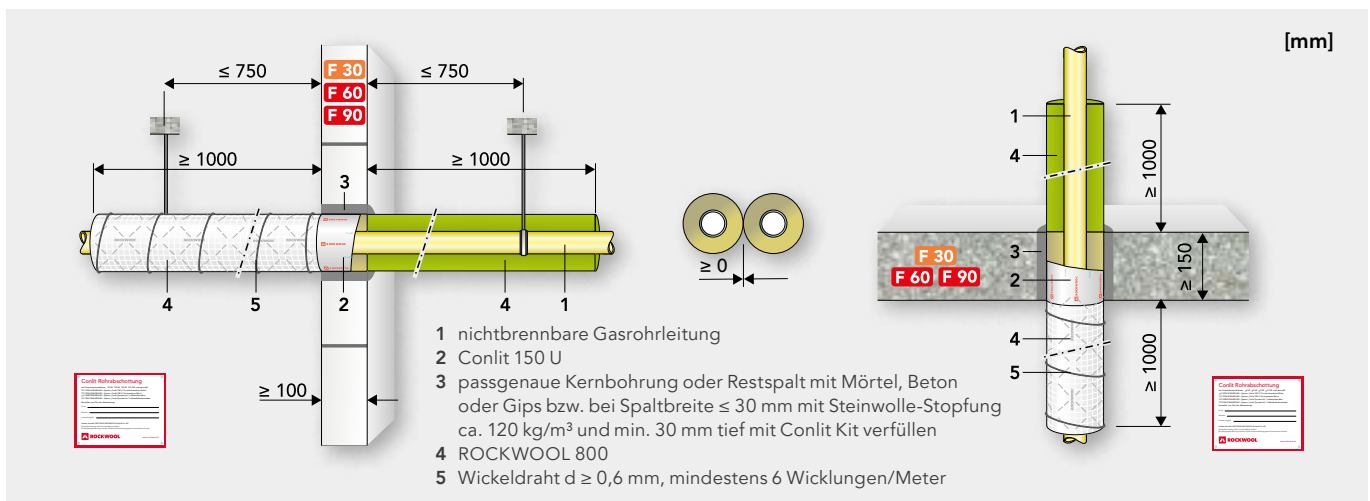 [mm]
≤ 750
F 30
F 60
F 90
≤ 750
≥ 1000
≥ 1000
3
4
5
2
4
1
≥ 100
≥ 0
1
4
3
2
4
5
F 30
F 60 F 90
≥ 1000
≥ 150
≥ 1000
1 nichtbrennbare Gasrohrleitung
2 Conlit 150 U
3 passgenaue Kernbohrung oder Restspalt mit Mörtel, Beton
oder Gips bzw. bei Spaltbreite ≤ 30 mm mit Steinwolle-Stopfung
ca. 120 kg/m³ und min. 30 mm tief mit Conlit Kit verfüllen
4 ROCKWOOL 800
5 Wickeldraht d ≥ 0,6 mm, mindestens 6 Wicklungen/Meter
Conlit Rohrabschottung
ROCKWOOL
Conlit Rohrabschottung
ROCKWOOL